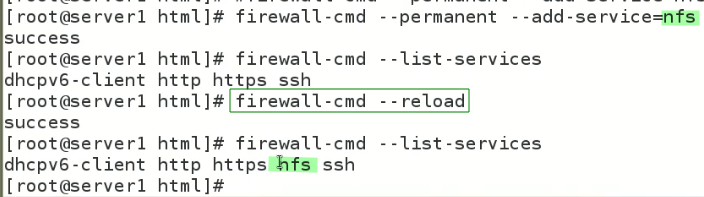 [root@server1 html]# firewall-cmd --permanent --add-service=nfs
success
[root@server1 html]# firewall-cmd --list-services
dhcpv6-client http https ssh
[root@server1 html]# firewall-cmd --reload
success
[root@server1 html]# firewall-cmd --list-services
dhcpv6-client http https nfs ssh
[root@server1 html]#